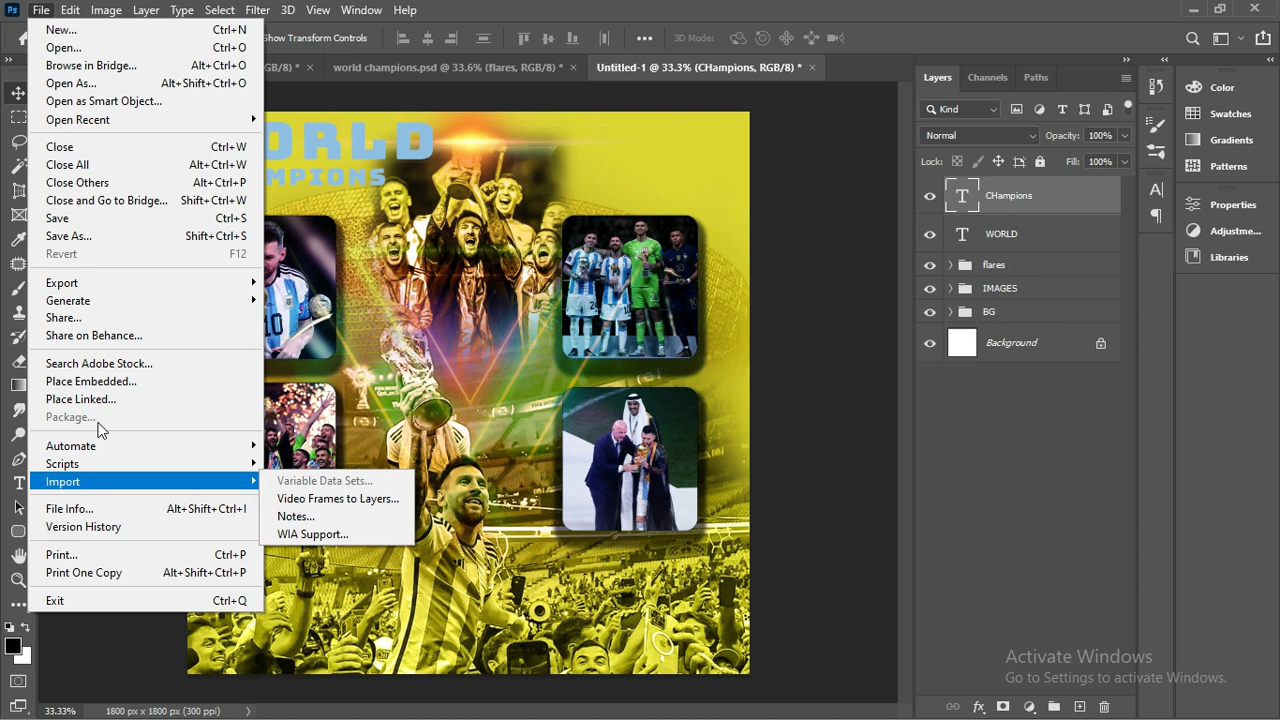 Ps File Edit Image Layer Type Select Filter 3D View Window Help
Show Transform Controls
3D Mode:
GB/8) * × world champions.psd @ 33.6% (flares, RGB/8) * × Untitled-1 @ 33.3% (CHampions, RGB/8) * ×
New... Ctrl+N
Open... Ctrl+O
Browse in Bridge... Alt+Ctrl+O
Open As... Alt+Shift+Ctrl+O
Open as Smart Object...
Open Recent
Close Ctrl+W
Close All Alt+Ctrl+W
Close Others Alt+Ctrl+P
Close and Go to Bridge... Shift+Ctrl+W
Save Ctrl+S
Save As... Shift+Ctrl+S
Revert F12
Export
Generate
Share...
Share on Behance...
Search Adobe Stock...
Place Embedded...
Place Linked...
Package...
Automate
Scripts
Import
File Info... Alt+Shift+Ctrl+I
Version History
Print... Ctrl+P
Print One Copy Alt+Shift+Ctrl+P
Exit Ctrl+Q
Variable Data Sets...
Video Frames to Layers...
Notes...
WIA Support...
ORLD
MPIONS
10
Layers Channels Paths
Kind
Normal Opacity: 100%
Lock: Fill: 100%
CHampions
WORLD
flares
IMAGES
BG
Background
Color
Swatches
Gradients
Patterns
Properties
Adjustme...
Libraries
Activate Windows
Go to Settings to activate Windows.
33.33% 1800 px x 1800 px (300 ppi)